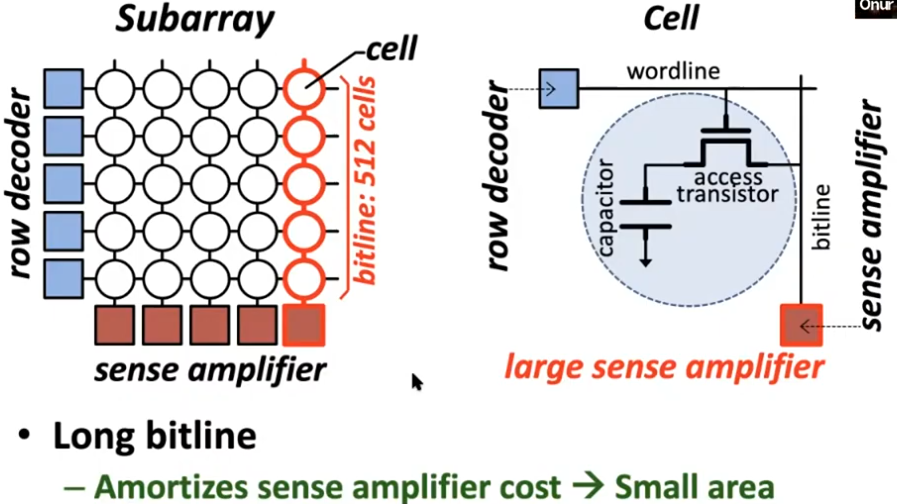 Onur
Subarray
Cell
cell
row decoder
bitline: 512 cells
sense amplifier
row decoder
wordline
capacitor
access
transistor
bitline
sense amplifier
large sense amplifier
• Long bitline
– Amortizes sense amplifier cost → Small area